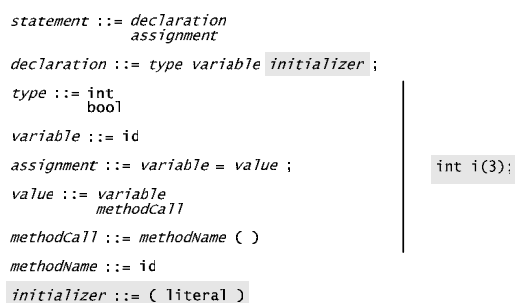 statement ::= declaration
assignment
declaration ::= type variable initializer ;
type ::= int
bool
variable ::= id
assignment ::= variable = value ;
value ::= variable
methodCall
methodCall ::= methodName ( )
methodName ::= id
initializer ::= ( literal )
int i(3);